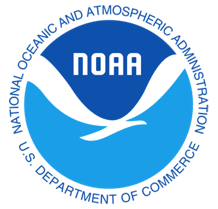 NATIONAL OCEANIC AND ATMOSPHERIC ADMINISTRATION
NOAA
U.S. DEPARTMENT OF COMMERCE